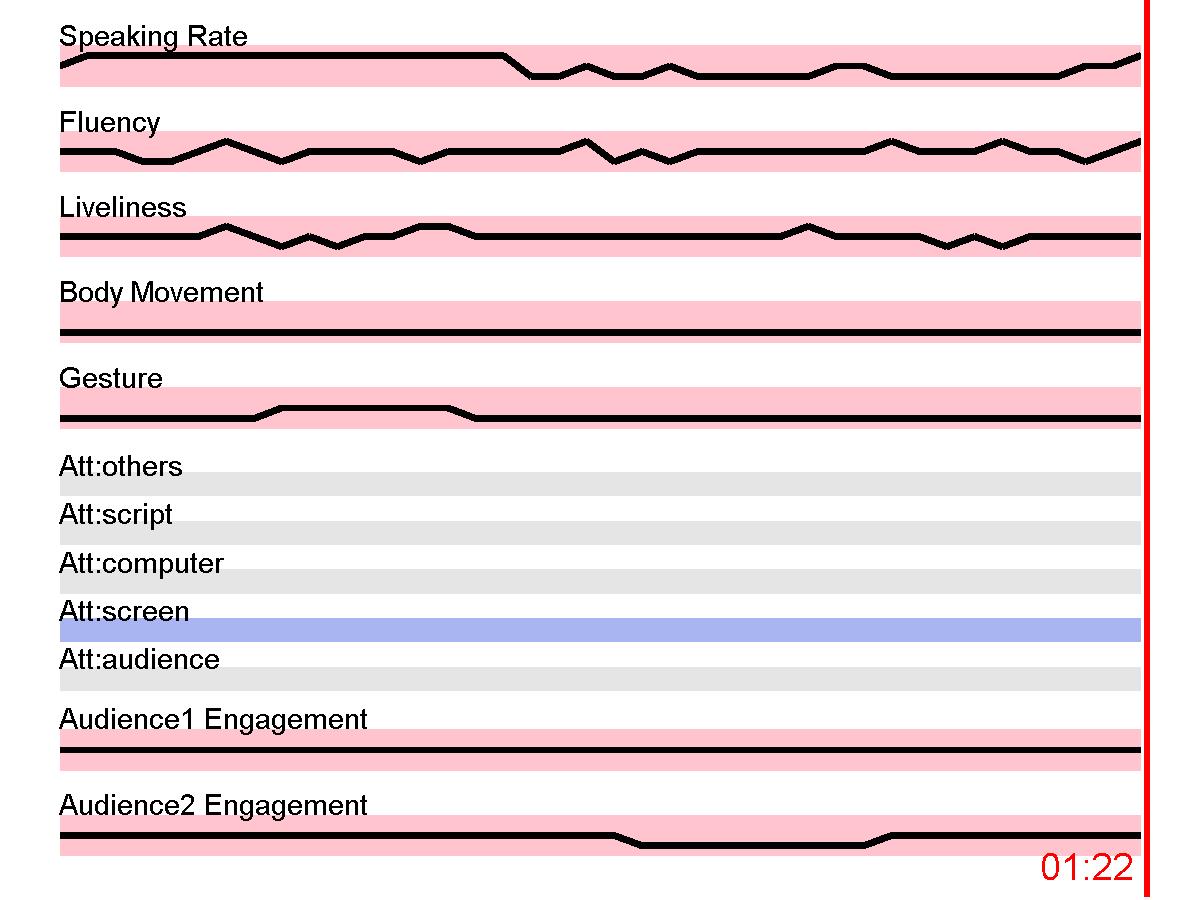 Speaking Rate
Fluency
Liveliness
Body Movement
Gesture
Att:others
Att:script
Att:computer
Att:screen
Att:audience
Audience1 Engagement
Audience2 Engagement
01:22